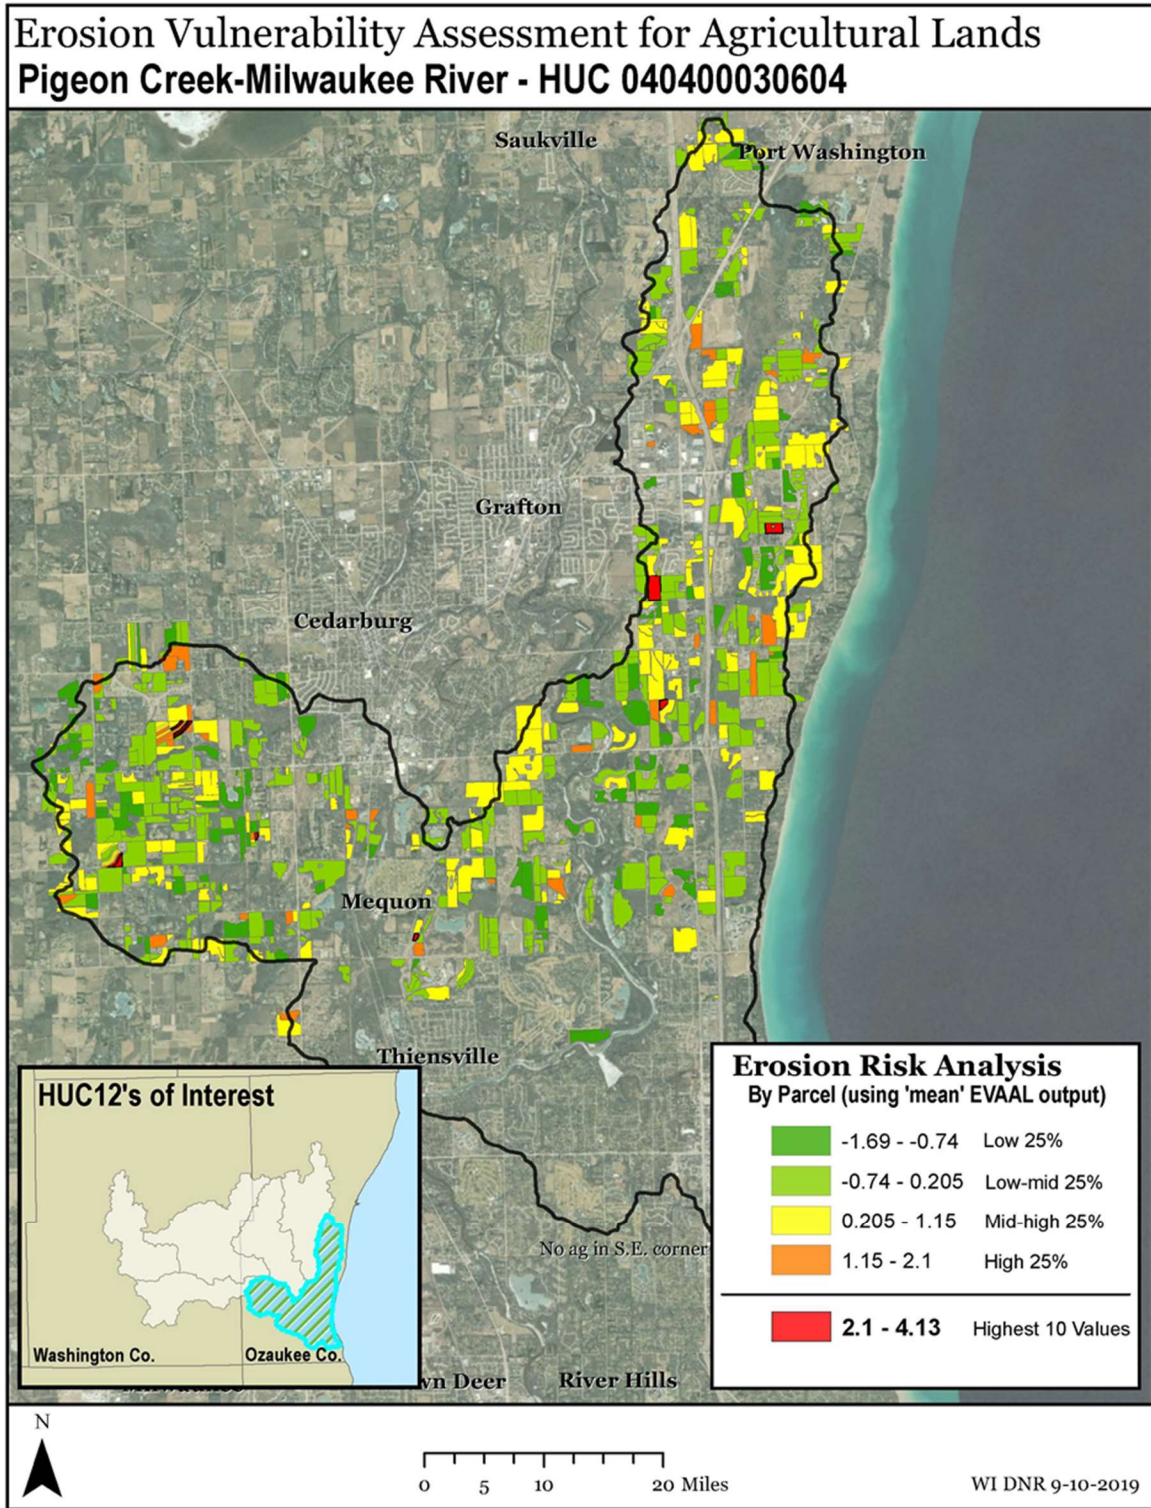 Erosion Vulnerability Assessment for Agricultural Lands
Pigeon Creek-Milwaukee River - HUC 040400030604
Saukville
Port Washington
Grafton
Cedarburg
Mequon
Thiensville
HUC12's of Interest
Washington Co.
Ozaukee Co.
Erosion Risk Analysis
By Parcel (using 'mean' EVAAL output)
-1.69 - -0.74 Low 25%
-0.74 - 0.205 Low-mid 25%
0.205 - 1.15 Mid-high 25%
1.15 - 2.1 High 25%
2.1 - 4.13 Highest 10 Values
No ag in S.E. corner
wn Deer
River Hills
N
0 5 10 20 Miles
WI DNR 9-10-2019